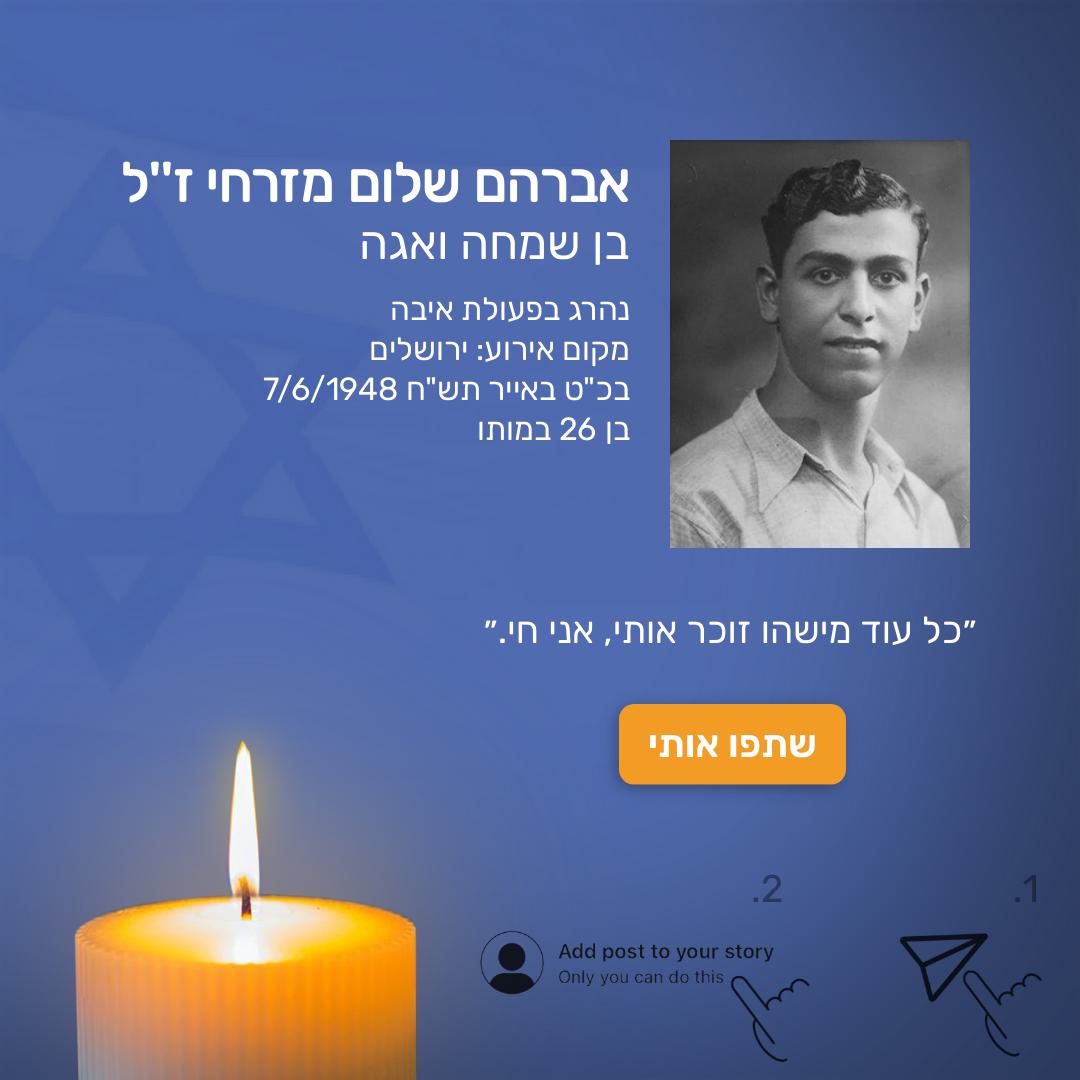 אברהם שלום מזרחי ז"ל
בן שמחה ואגה
נהרג בפעולת איבה
מקום אירוע: ירושלים
בכ"ט באייר תש"ח 7/6/1948
בן 26 במותו
"כל עוד מישהו זוכר אותי, אני חי."
שתפו אותי
1.
2.
Add post to your story
Only you can do this